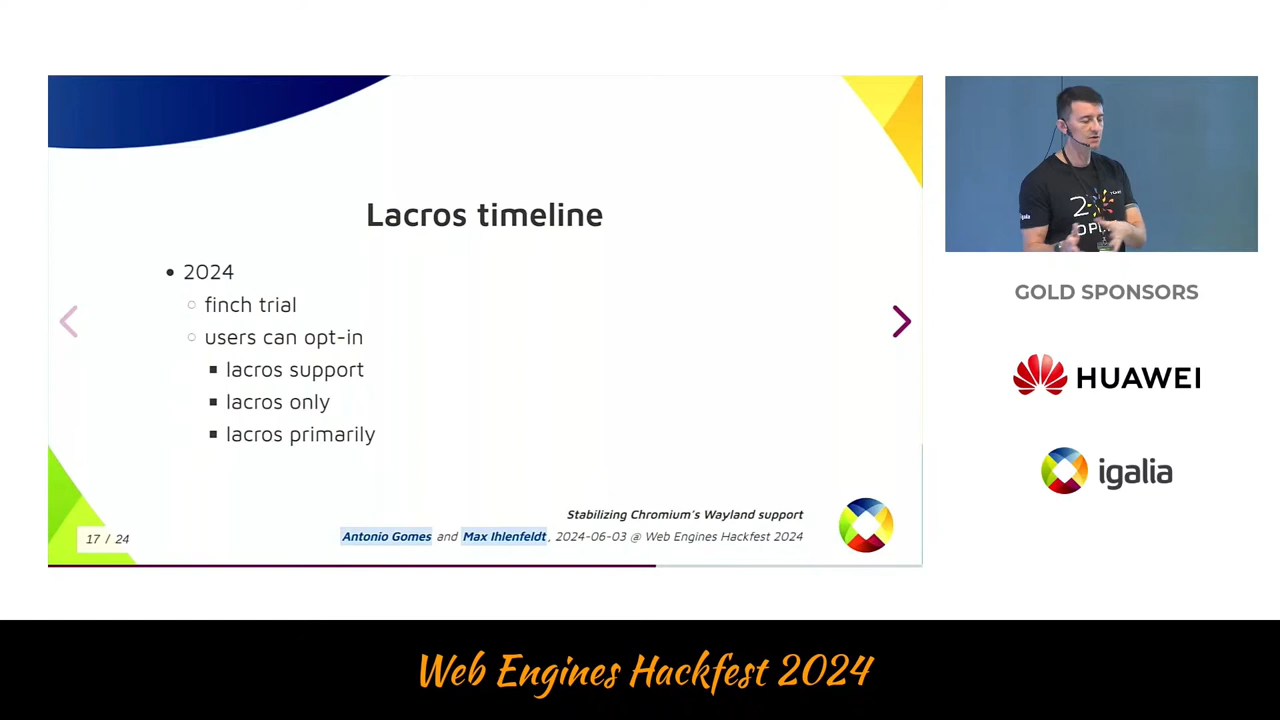 Lacros timeline
2024
finch trial
users can opt-in
lacros support
lacros only
lacros primarily
Stabilizing Chromium's Wayland support
17 / 24
Antonio Gomes and Max Ihlenfeldt, 2024-06-03 @ Web Engines Hackfest 2024
GOLD SPONSORS
HUAWEI
igalia
Web Engines Hackfest 2024